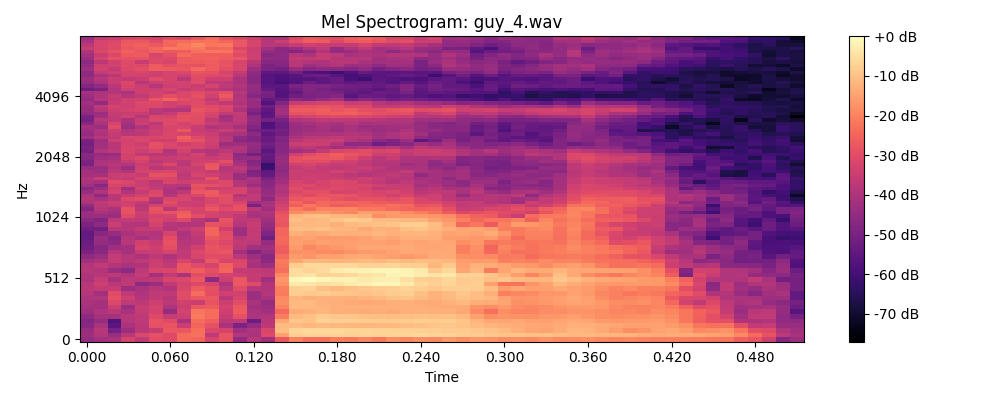 Mel Spectrogram: guy_4.wav
+0 dB
-10 dB
-20 dB
-30 dB
-40 dB
-50 dB
-60 dB
-70 dB
4096
2048
1024
512
0
Hz
0.000 0.060 0.120 0.180 0.240 0.300 0.360 0.420 0.480
Time